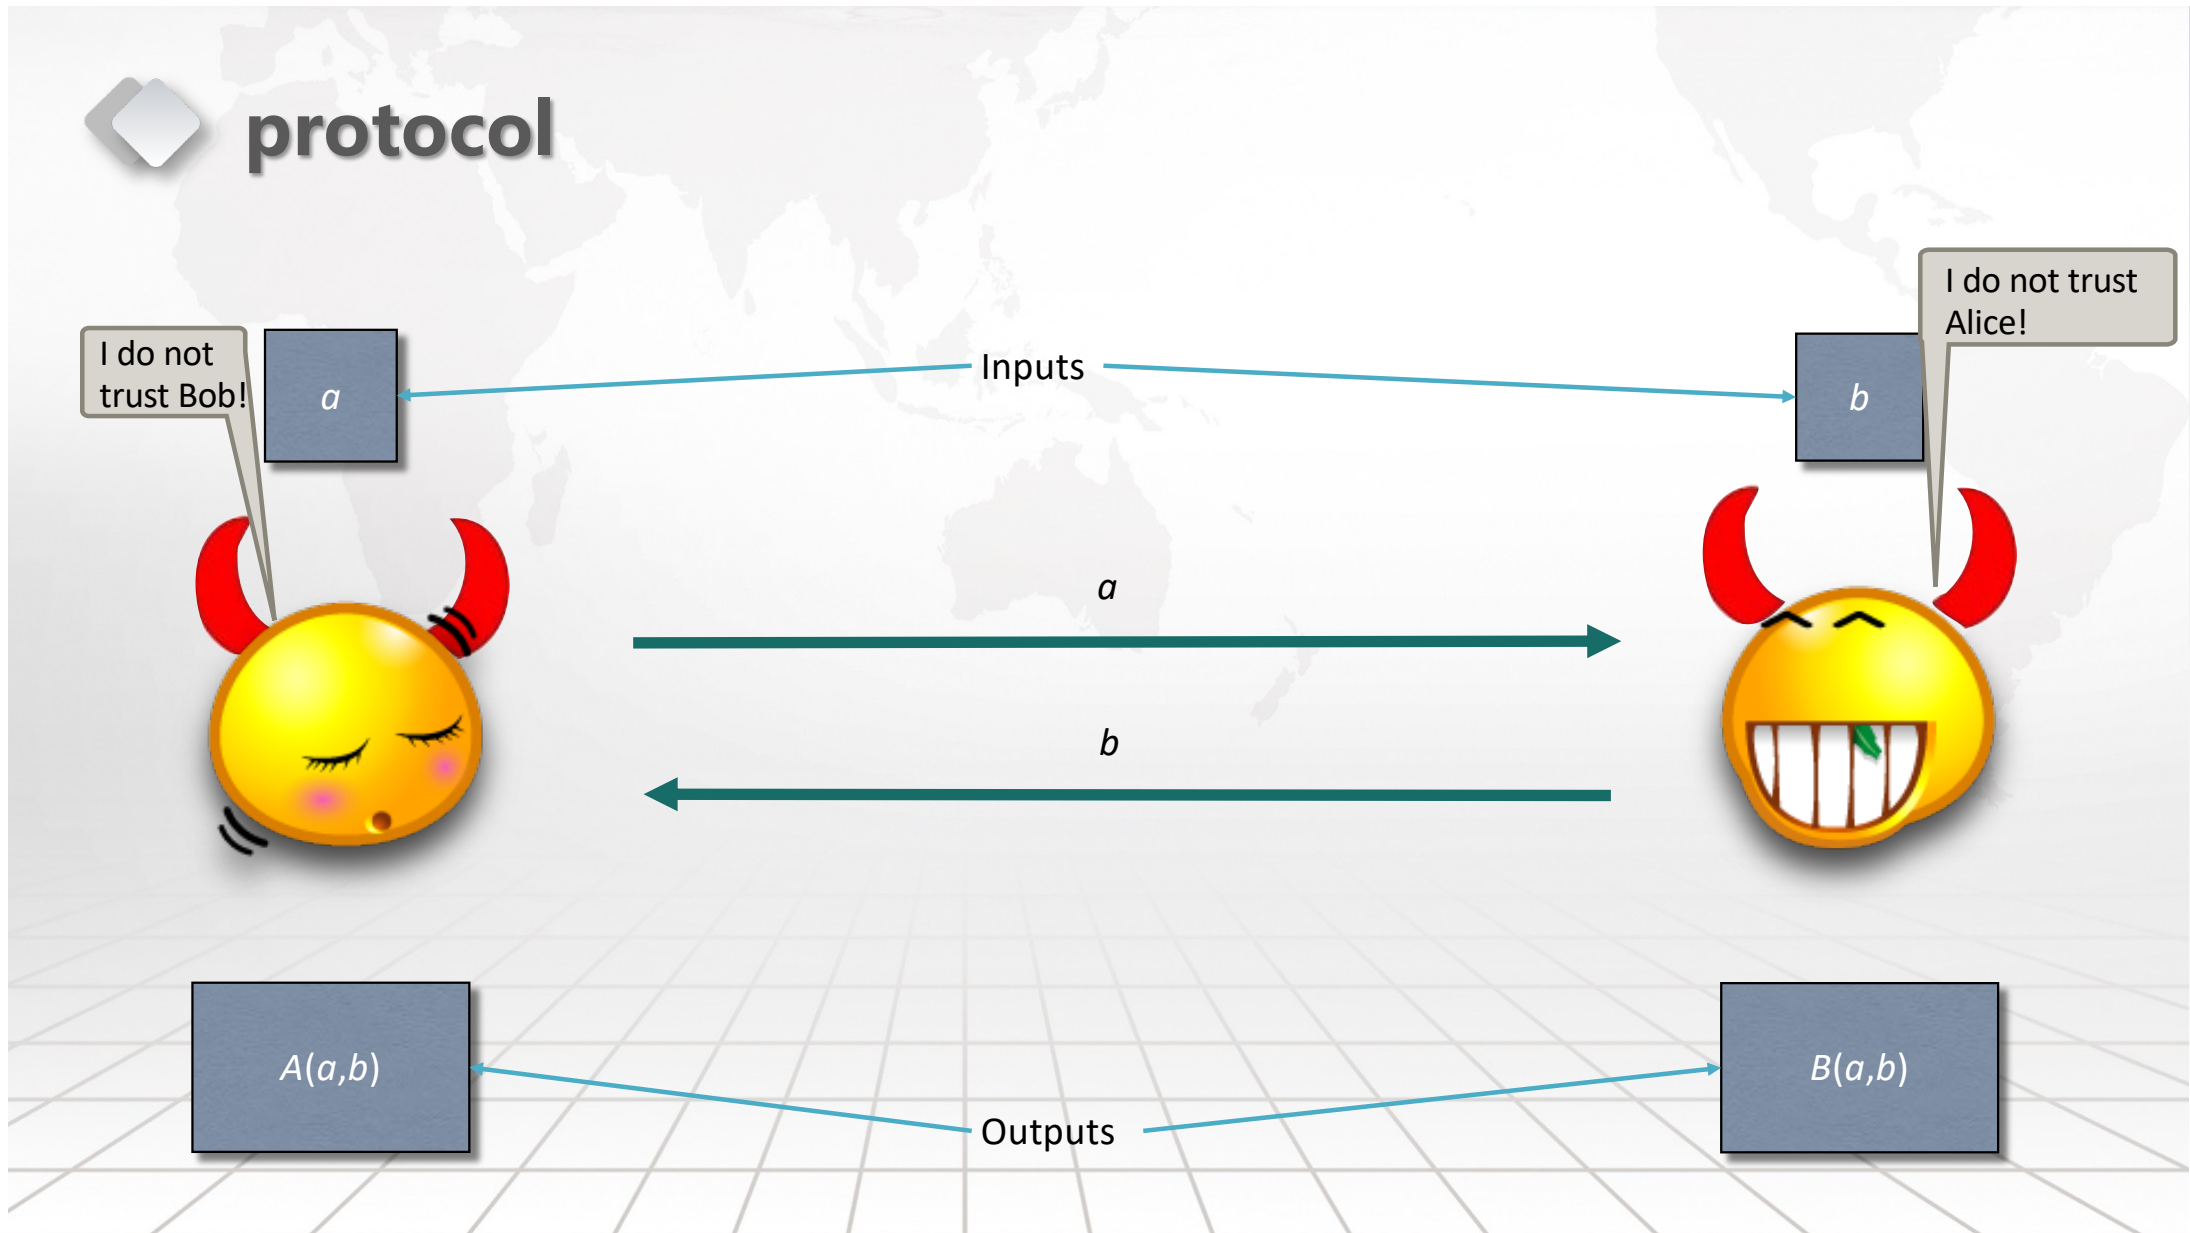 protocol
I do not trust
Alice!
I do not
trust Bob!
a
Inputs
b
a
b
A(a,b)
B(a,b)
Outputs